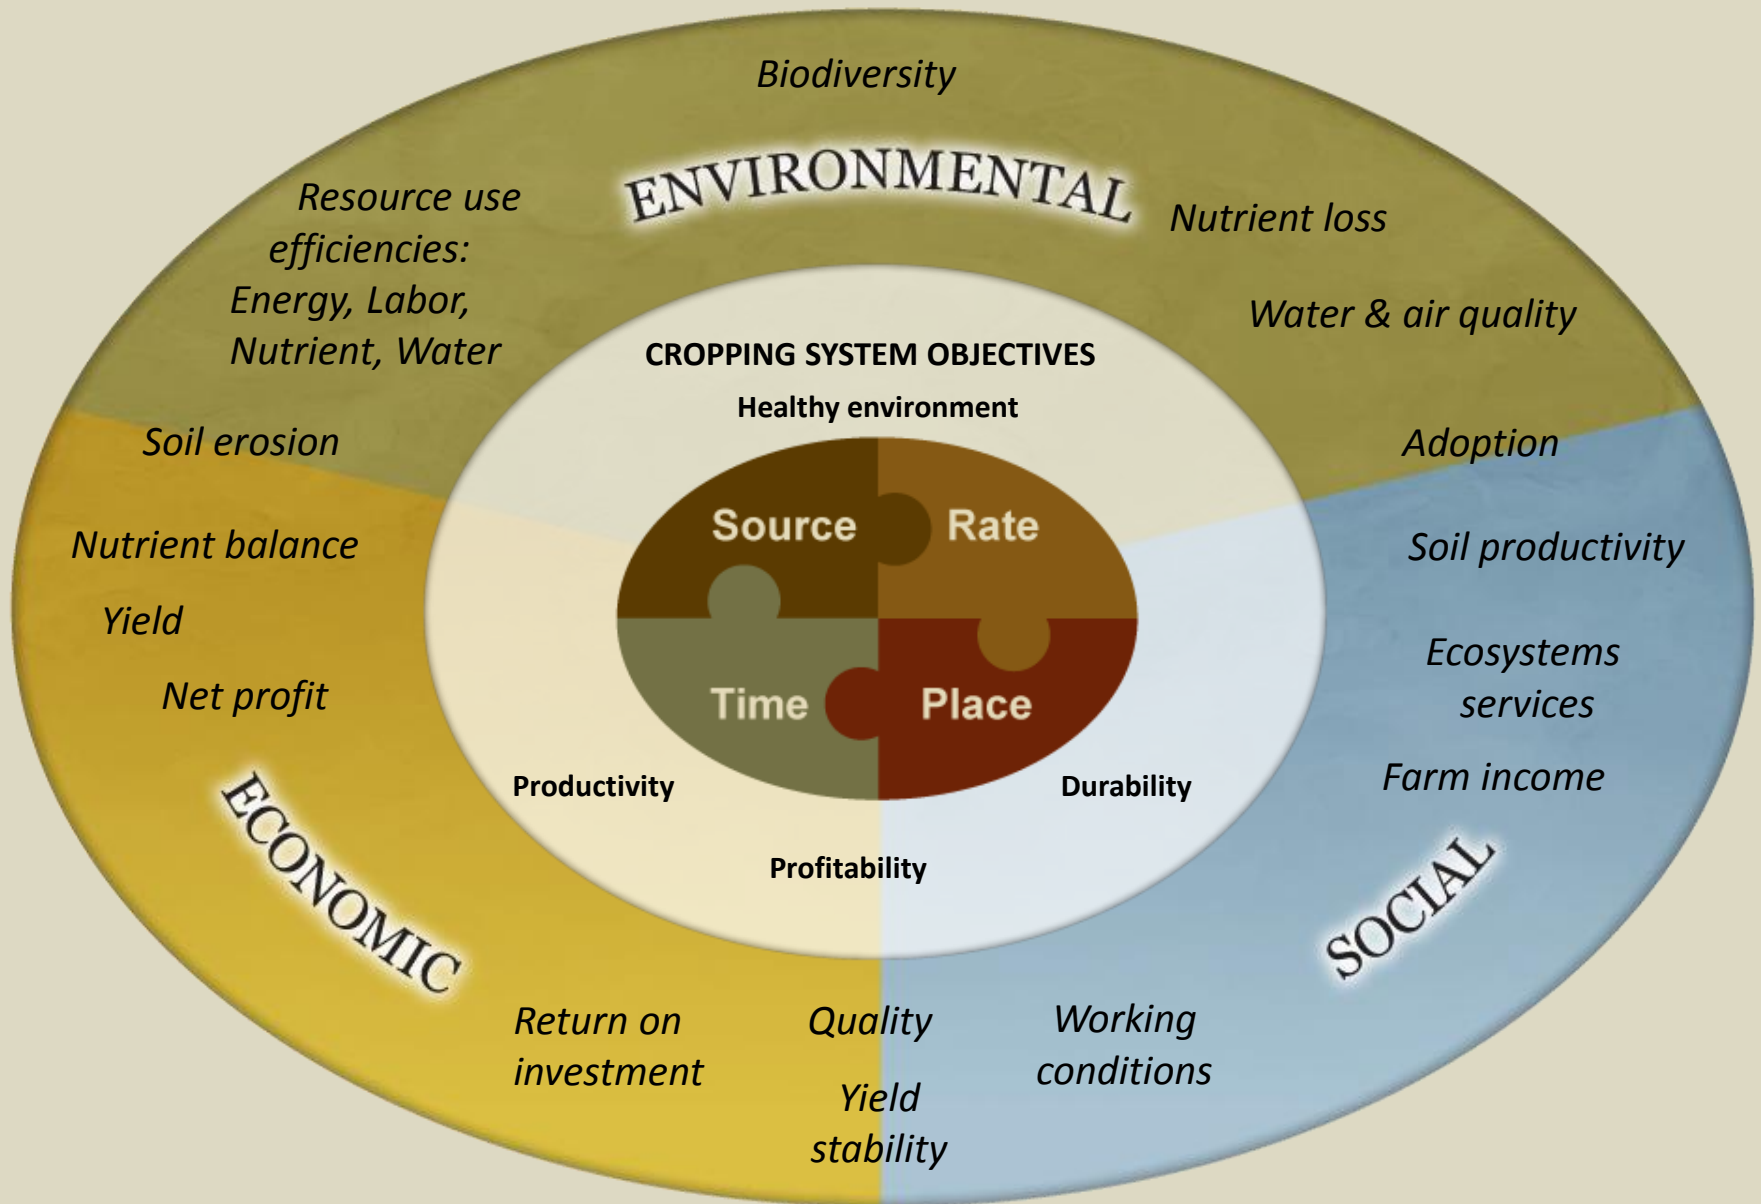 Biodiversity
ENVIRONMENTAL
Resource use
efficiencies:
Energy, Labor,
Nutrient, Water
Nutrient loss
Water & air quality
CROPPING SYSTEM OBJECTIVES
Healthy environment
Soil erosion
Adoption
Source
Rate
Nutrient balance
Soil productivity
Yield
Ecosystems
services
Net profit
Time
Place
Farm income
Productivity
Durability
Profitability
ECONOMIC
SOCIAL
Return on
investment
Quality
Working
conditions
Yield
stability